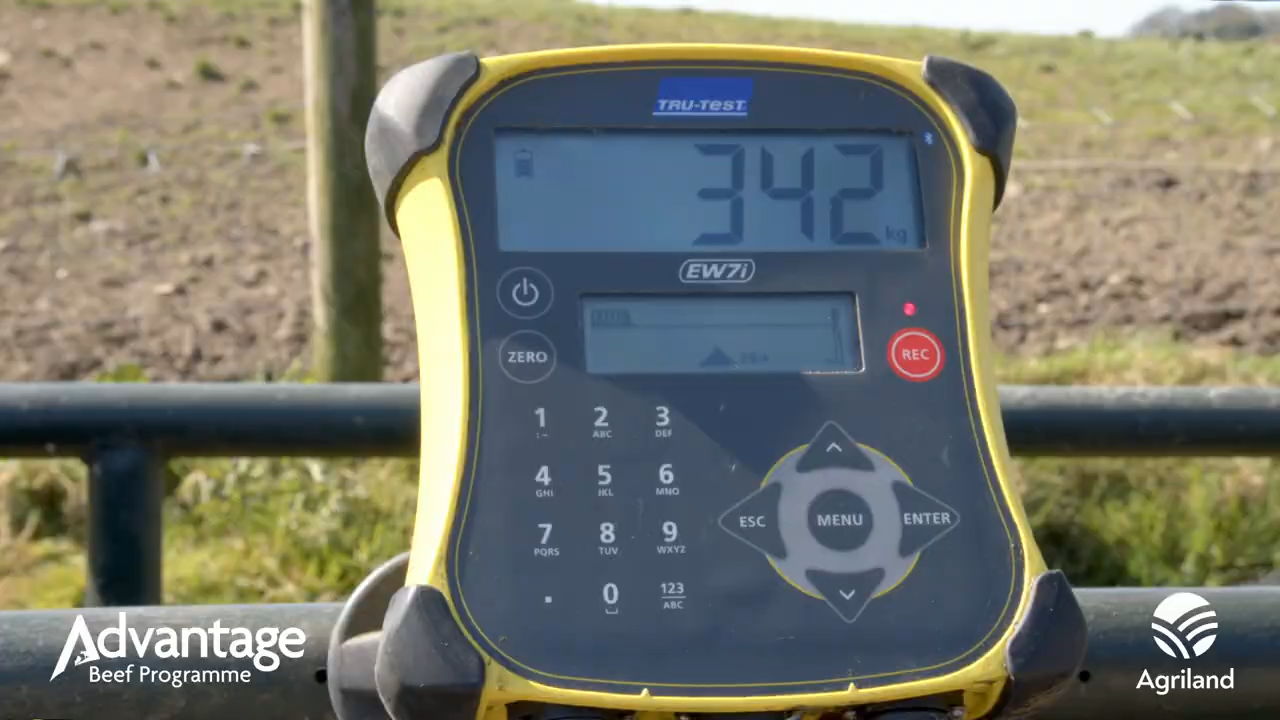 TRU-TEST
342 kg
EW7i
ZERO
REC
1 2 3
ABC DEF
4 5 6
GHI JKL MNO
7 8 9
PQRS TUV WXYZ
. 0 123
ABC
ESC MENU ENTER
Advantage
Beef Programme
Agriland